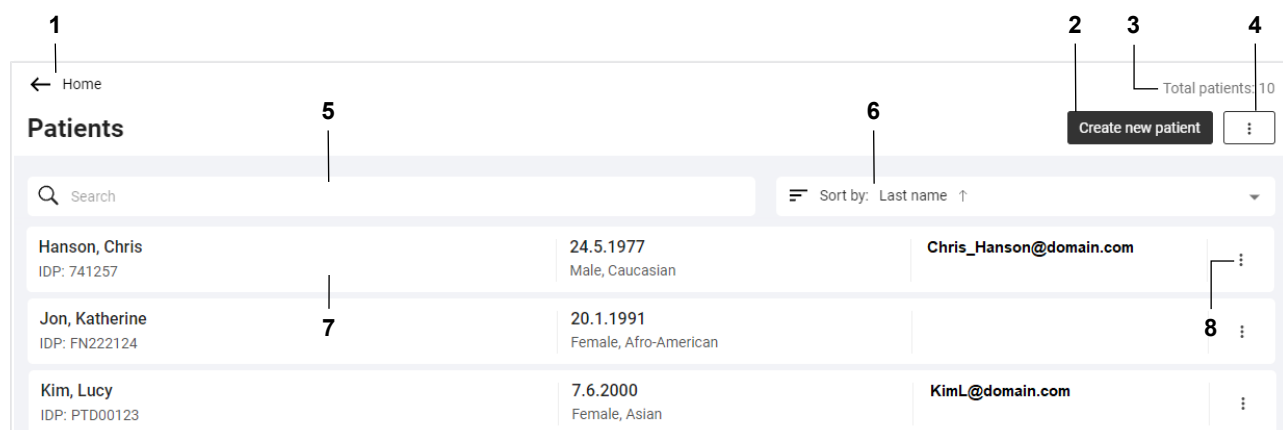 1 2 3 4
Home
Total patients: 10
Patients
5 6
Create new patient
Search
Sort by: Last name ↑
Hanson, Chris 24.5.1977 Chris_Hanson@domain.com
IDP: 741257 Male, Caucasian
8
7
Jon, Katherine 20.1.1991
IDP: FN222124 Female, Afro-American
Kim, Lucy 7.6.2000 KimL@domain.com
IDP: PTD00123 Female, Asian